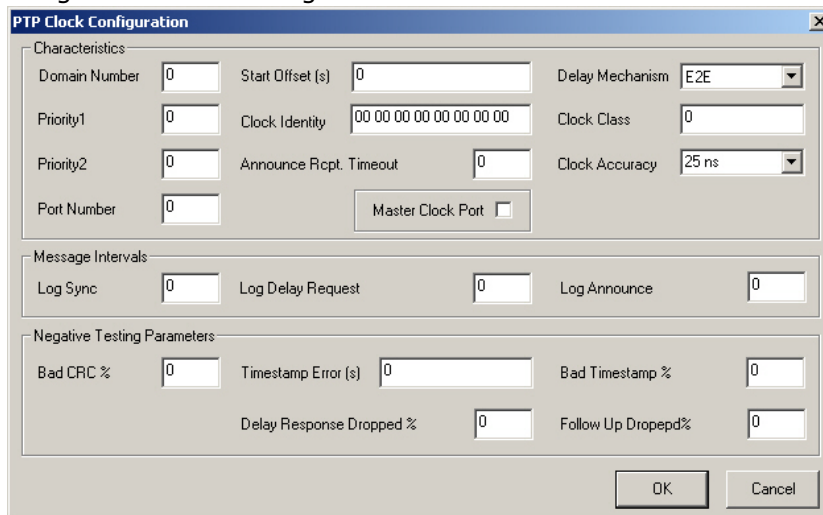 PTP Clock Configuration
Characteristics
Domain Number 0 Start Offset (s) 0 Delay Mechanism E2E
Priority1 0 Clock Identity 00 00 00 00 00 00 00 00 Clock Class 0
Priority2 0 Announce Rcpt. Timeout 0 Clock Accuracy 25 ns
Port Number 0 Master Clock Port
Message Intervals
Log Sync 0 Log Delay Request 0 Log Announce 0
Negative Testing Parameters
Bad CRC % 0 Timestamp Error (s) 0 Bad Timestamp % 0
Delay Response Dropped % 0 Follow Up Dropepd% 0
OK Cancel